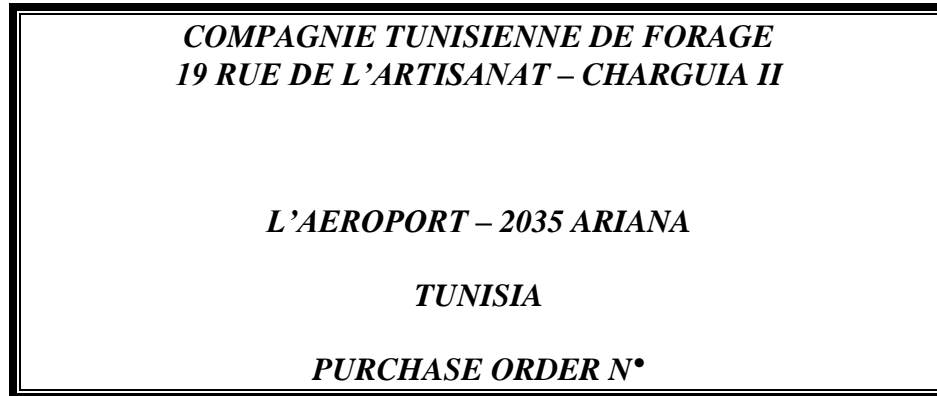 COMPAGNIE TUNISIENNE DE FORAGE
19 RUE DE L’ARTISANAT – CHARGUIA II
L’AEROPORT – 2035 ARIANA
TUNISIA
PURCHASE ORDER N•